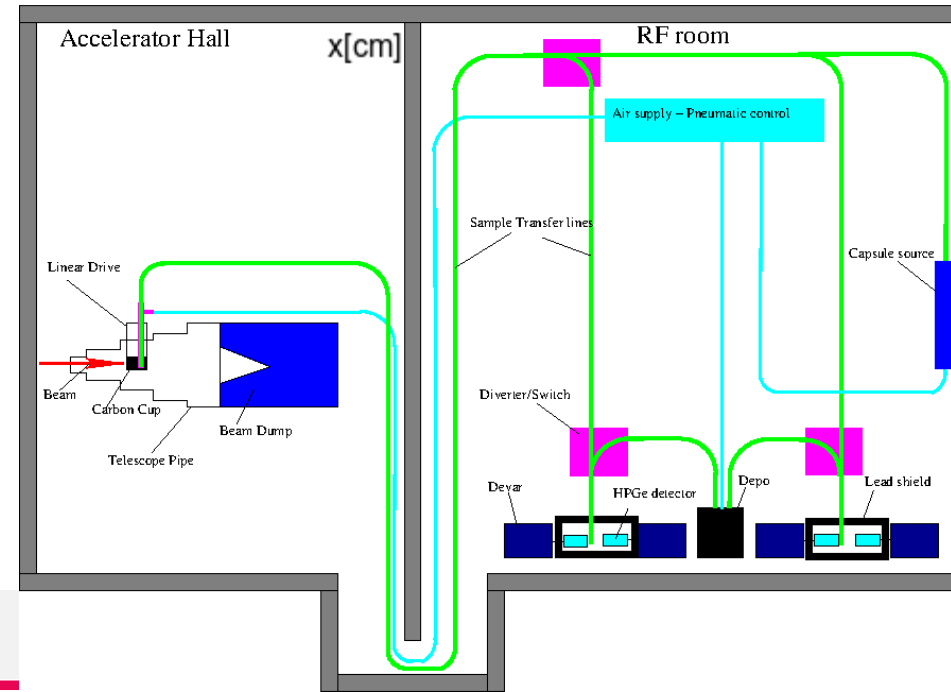 Accelerator Hall
x[cm]
RF room
Air supply – Pneumatic control
Sample Transfer lines
Capsule source
Linear Drive
Beam
Carbon Cup
Beam Dump
Telescope Pipe
Diverter/Switch
Devar
HPGe detector
Depo
Lead shield